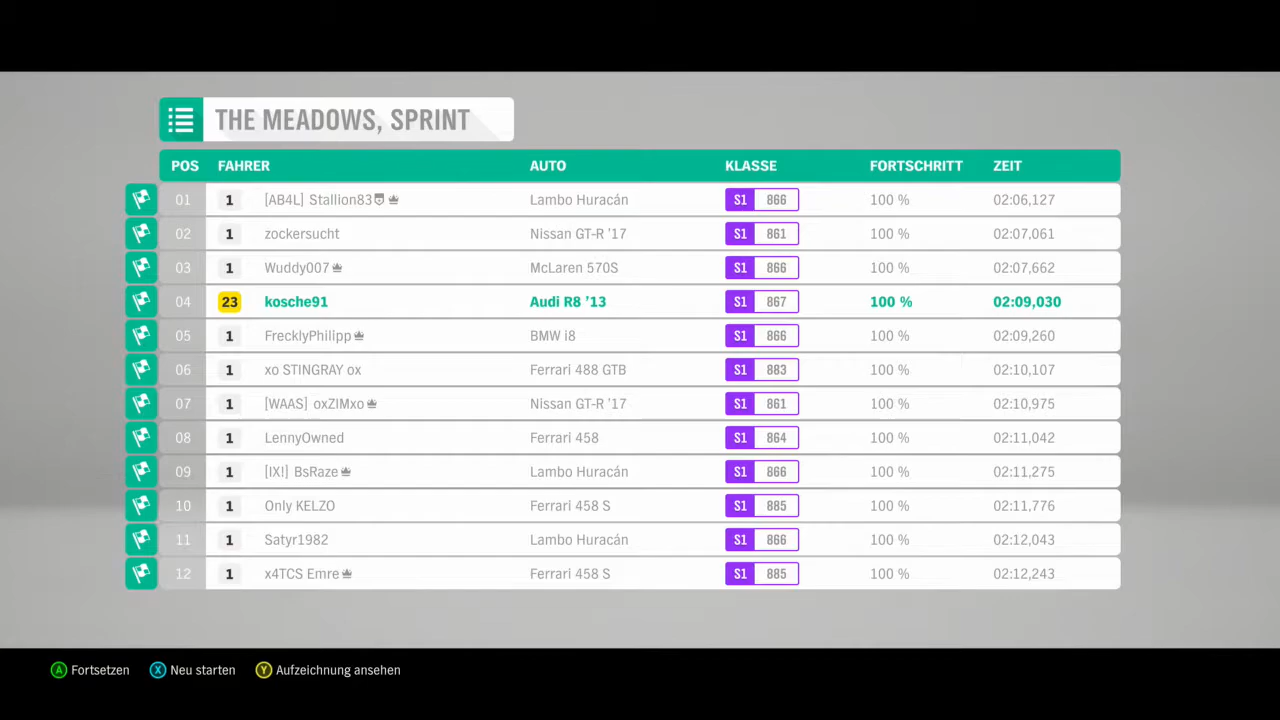 THE MEADOWS, SPRINT
POS FAHRER AUTO KLASSE FORTSCHRITT ZEIT
01 1 [AB4L] Stallion83 Lambo Huracán S1 866 100 % 02:06,127
02 1 zockersucht Nissan GT-R '17 S1 861 100 % 02:07,061
03 1 Wuddy007 McLaren 570S S1 866 100 % 02:07,662
04 23 kosche91 Audi R8 '13 S1 867 100 % 02:09,030
05 1 FrecklyPhilipp BMW i8 S1 866 100 % 02:09,260
06 1 xo STINGRAY ox Ferrari 488 GTB S1 883 100 % 02:10,107
07 1 [WAAS] oxZIMxo Nissan GT-R '17 S1 861 100 % 02:10,975
08 1 LennyOwned Ferrari 458 S1 864 100 % 02:11,042
09 1 [IX!] BsRaze Lambo Huracán S1 866 100 % 02:11,275
10 1 Only KELZO Ferrari 458 S S1 885 100 % 02:11,776
11 1 Satyr1982 Lambo Huracán S1 866 100 % 02:12,043
12 1 x4TCS Emre Ferrari 458 S S1 885 100 % 02:12,243
A Fortsetzen X Neu starten Y Aufzeichnung ansehen